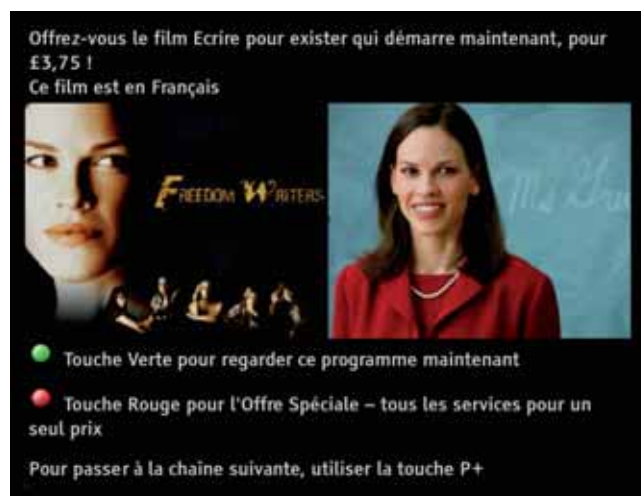 Offrez-vous le film Ecrire pour exister qui démarre maintenant, pour
£3,75 !
Ce film est en Français
FREEDOM WRITERS
Touche Verte pour regarder ce programme maintenant
Touche Rouge pour l'Offre Spéciale – tous les services pour un
seul prix
Pour passer à la chaîne suivante, utiliser la touche P+